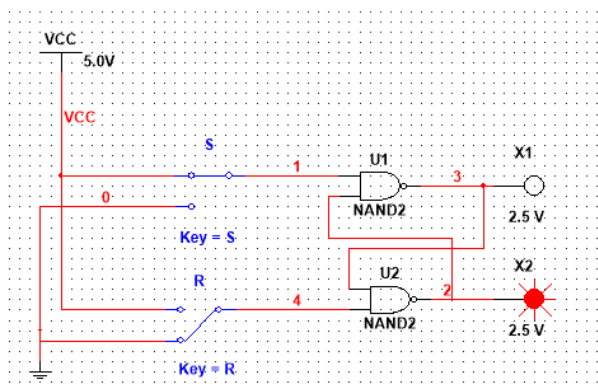 VCC
5.0V
VCC
S
1
U1
X1
3
0
NAND2
2.5 V
Key = S
X2
U2
R
2
4
NAND2
2.5 V
Key = R